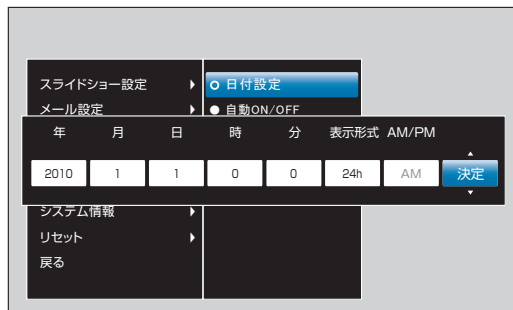 スライドショー設定 日付設定
メール設定 自動ON/OFF
年 月 日 時 分 表示形式 AM/PM
2010 1 1 0 0 24h AM 決定
システム情報
リセット
戻る